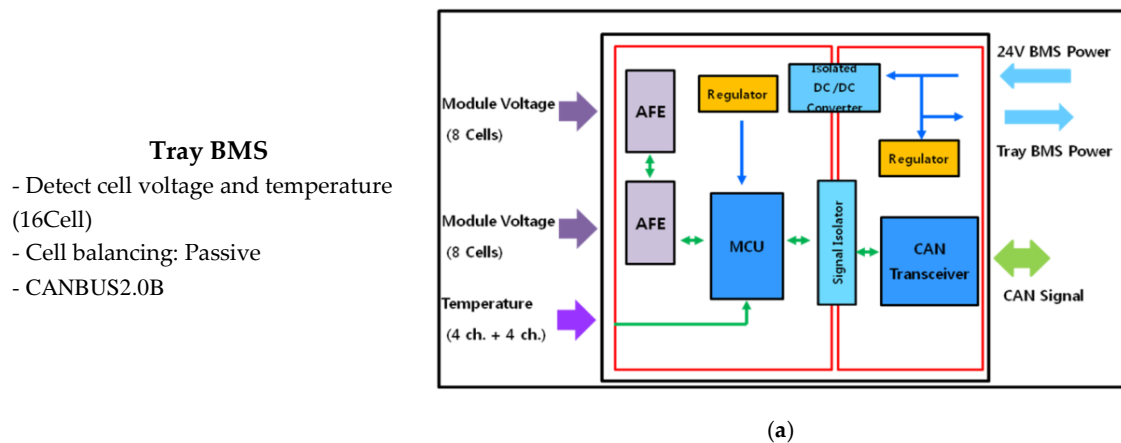 Tray BMS
- Detect cell voltage and temperature
(16Cell)
- Cell balancing: Passive
- CANBUS2.0B
Module Voltage
(8 Cells)
Module Voltage
(8 Cells)
Temperature
(4 ch. + 4 ch.)
AFE
AFE
Regulator
MCU
Isolated
DC/DC
Converter
Signal Isolator
Regulator
CAN
Transceiver
24V BMS Power
Tray BMS Power
CAN Signal
(a)